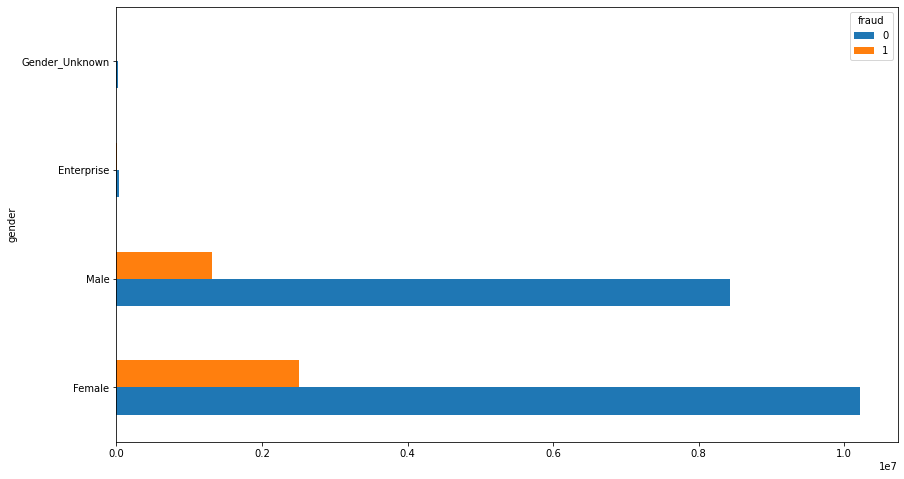 fraud
0
1
Gender_Unknown
Enterprise
Male
Female
gender
0.0 0.2 0.4 0.6 0.8 1.0
1e7